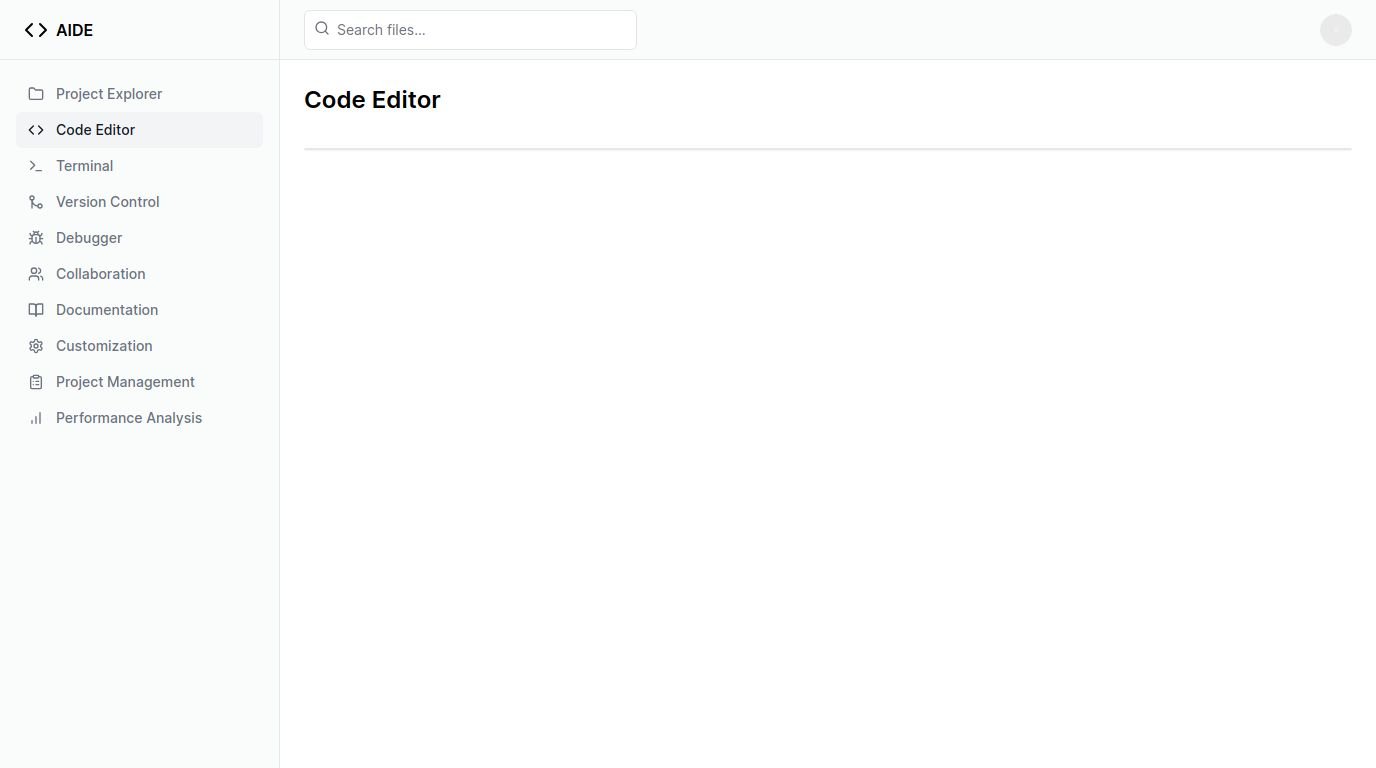 AIDE
Search files...
Project Explorer
Code Editor
Terminal
Version Control
Debugger
Collaboration
Documentation
Customization
Project Management
Performance Analysis
Code Editor